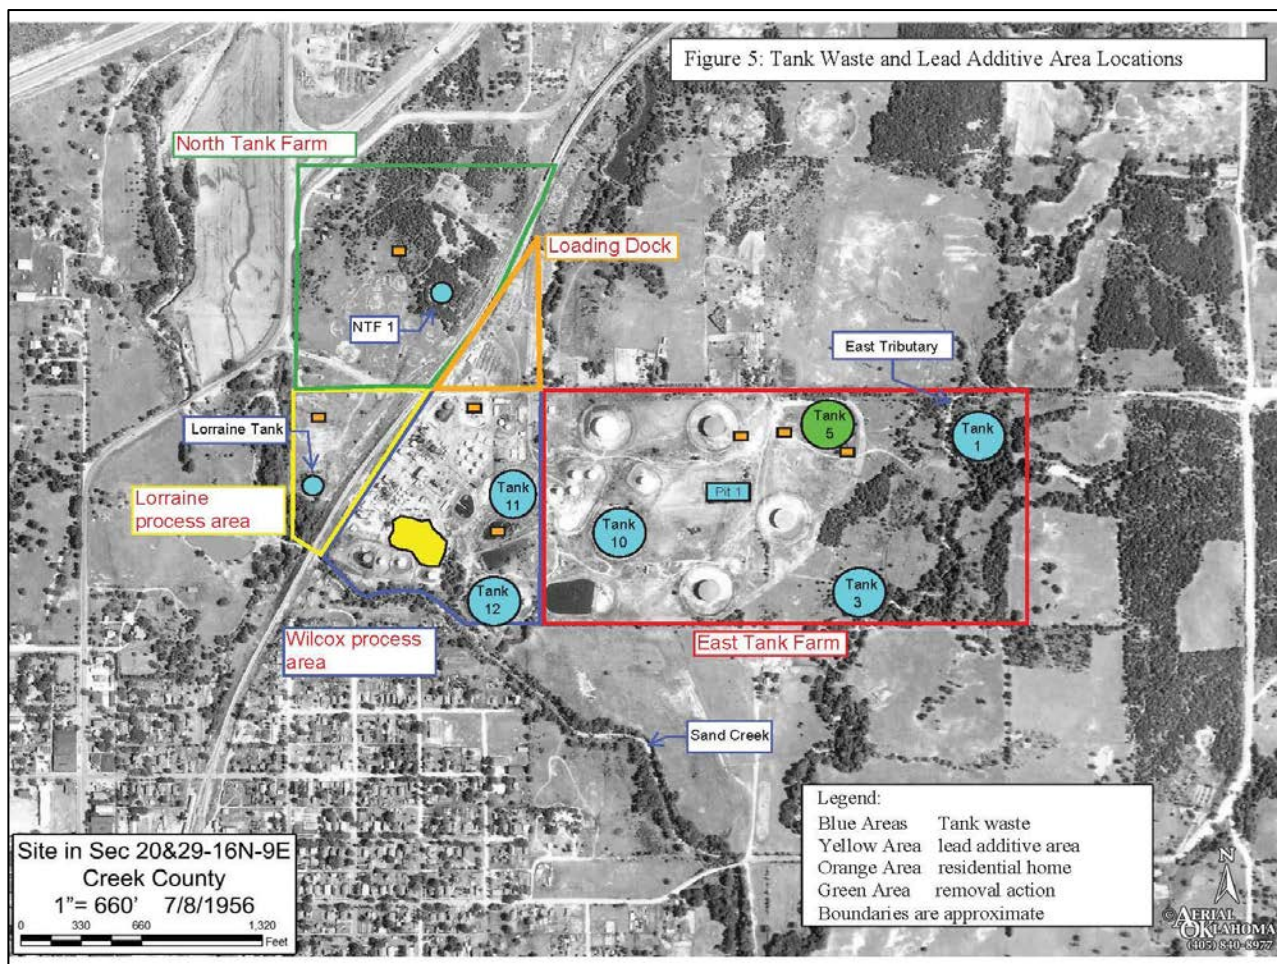 Figure 5: Tank Waste and Lead Additive Area Locations
North Tank Farm
Loading Dock
NTF 1
East Tributary
Lorraine Tank
Tank
5
Tank
1
Lorraine
process area
Tank
11
Pit 1
Tank
10
Tank
12
Tank
3
Wilcox process
area
East Tank Farm
Sand Creek
Legend:
Blue Areas Tank waste
Yellow Area lead additive area
Orange Area residential home
Green Area removal action
Boundaries are approximate
Site in Sec 20&29-16N-9E
Creek County
1"= 660' 7/8/1956
0 330 660 1,320
Feet
N
© AERIAL
OKLAHOMA
(405) 840-8977